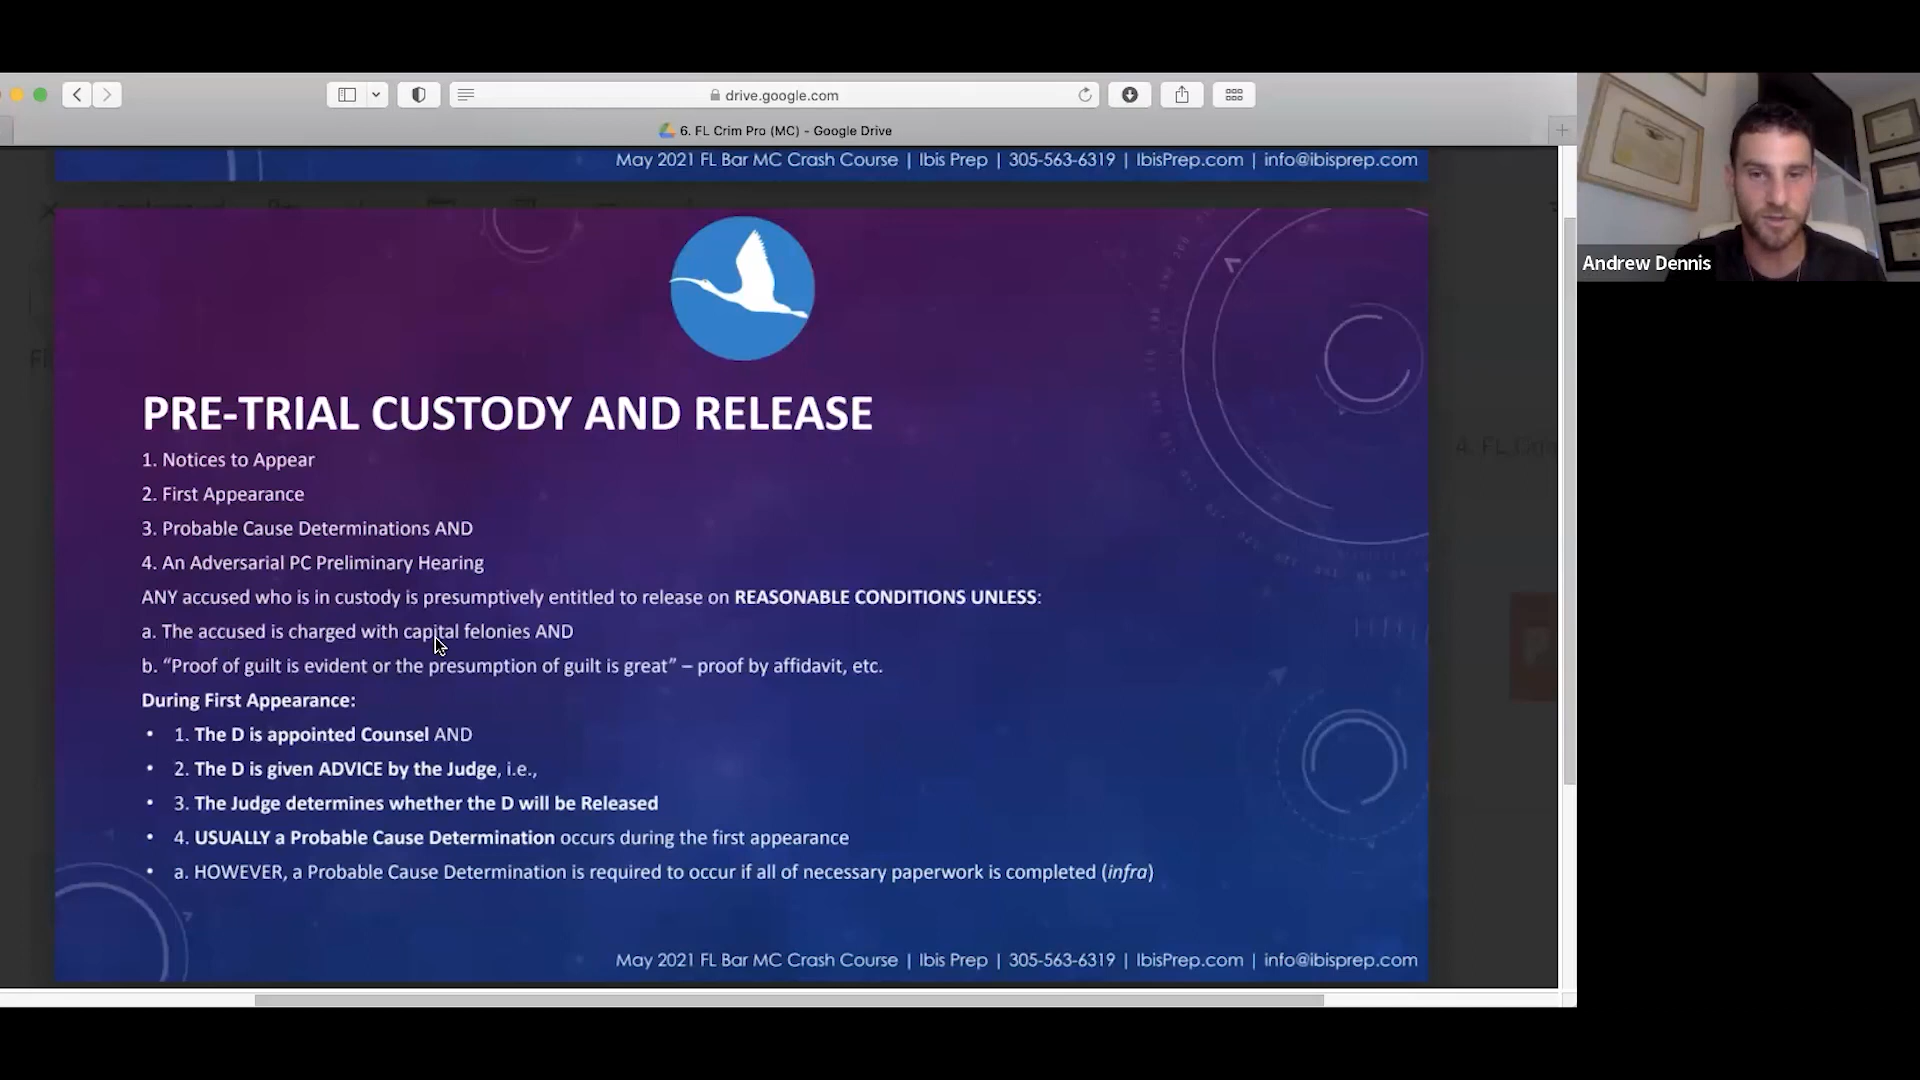 drive.google.com
6. FL Crim Pro (MC) - Google Drive
May 2021 FL Bar MC Crash Course | Ibis Prep | 305-563-6319 | IbisPrep.com | info@ibisprep.com
Andrew Dennis
PRE-TRIAL CUSTODY AND RELEASE
1. Notices to Appear
2. First Appearance
3. Probable Cause Determinations AND
4. An Adversarial PC Preliminary Hearing
ANY accused who is in custody is presumptively entitled to release on REASONABLE CONDITIONS UNLESS:
a. The accused is charged with capital felonies AND
b. “Proof of guilt is evident or the presumption of guilt is great” – proof by affidavit, etc.
During First Appearance:
• 1. The D is appointed Counsel AND
• 2. The D is given ADVICE by the Judge, i.e.,
• 3. The Judge determines whether the D will be Released
• 4. USUALLY a Probable Cause Determination occurs during the first appearance
• a. HOWEVER, a Probable Cause Determination is required to occur if all of necessary paperwork is completed (infra)
May 2021 FL Bar MC Crash Course | Ibis Prep | 305-563-6319 | IbisPrep.com | info@ibisprep.com